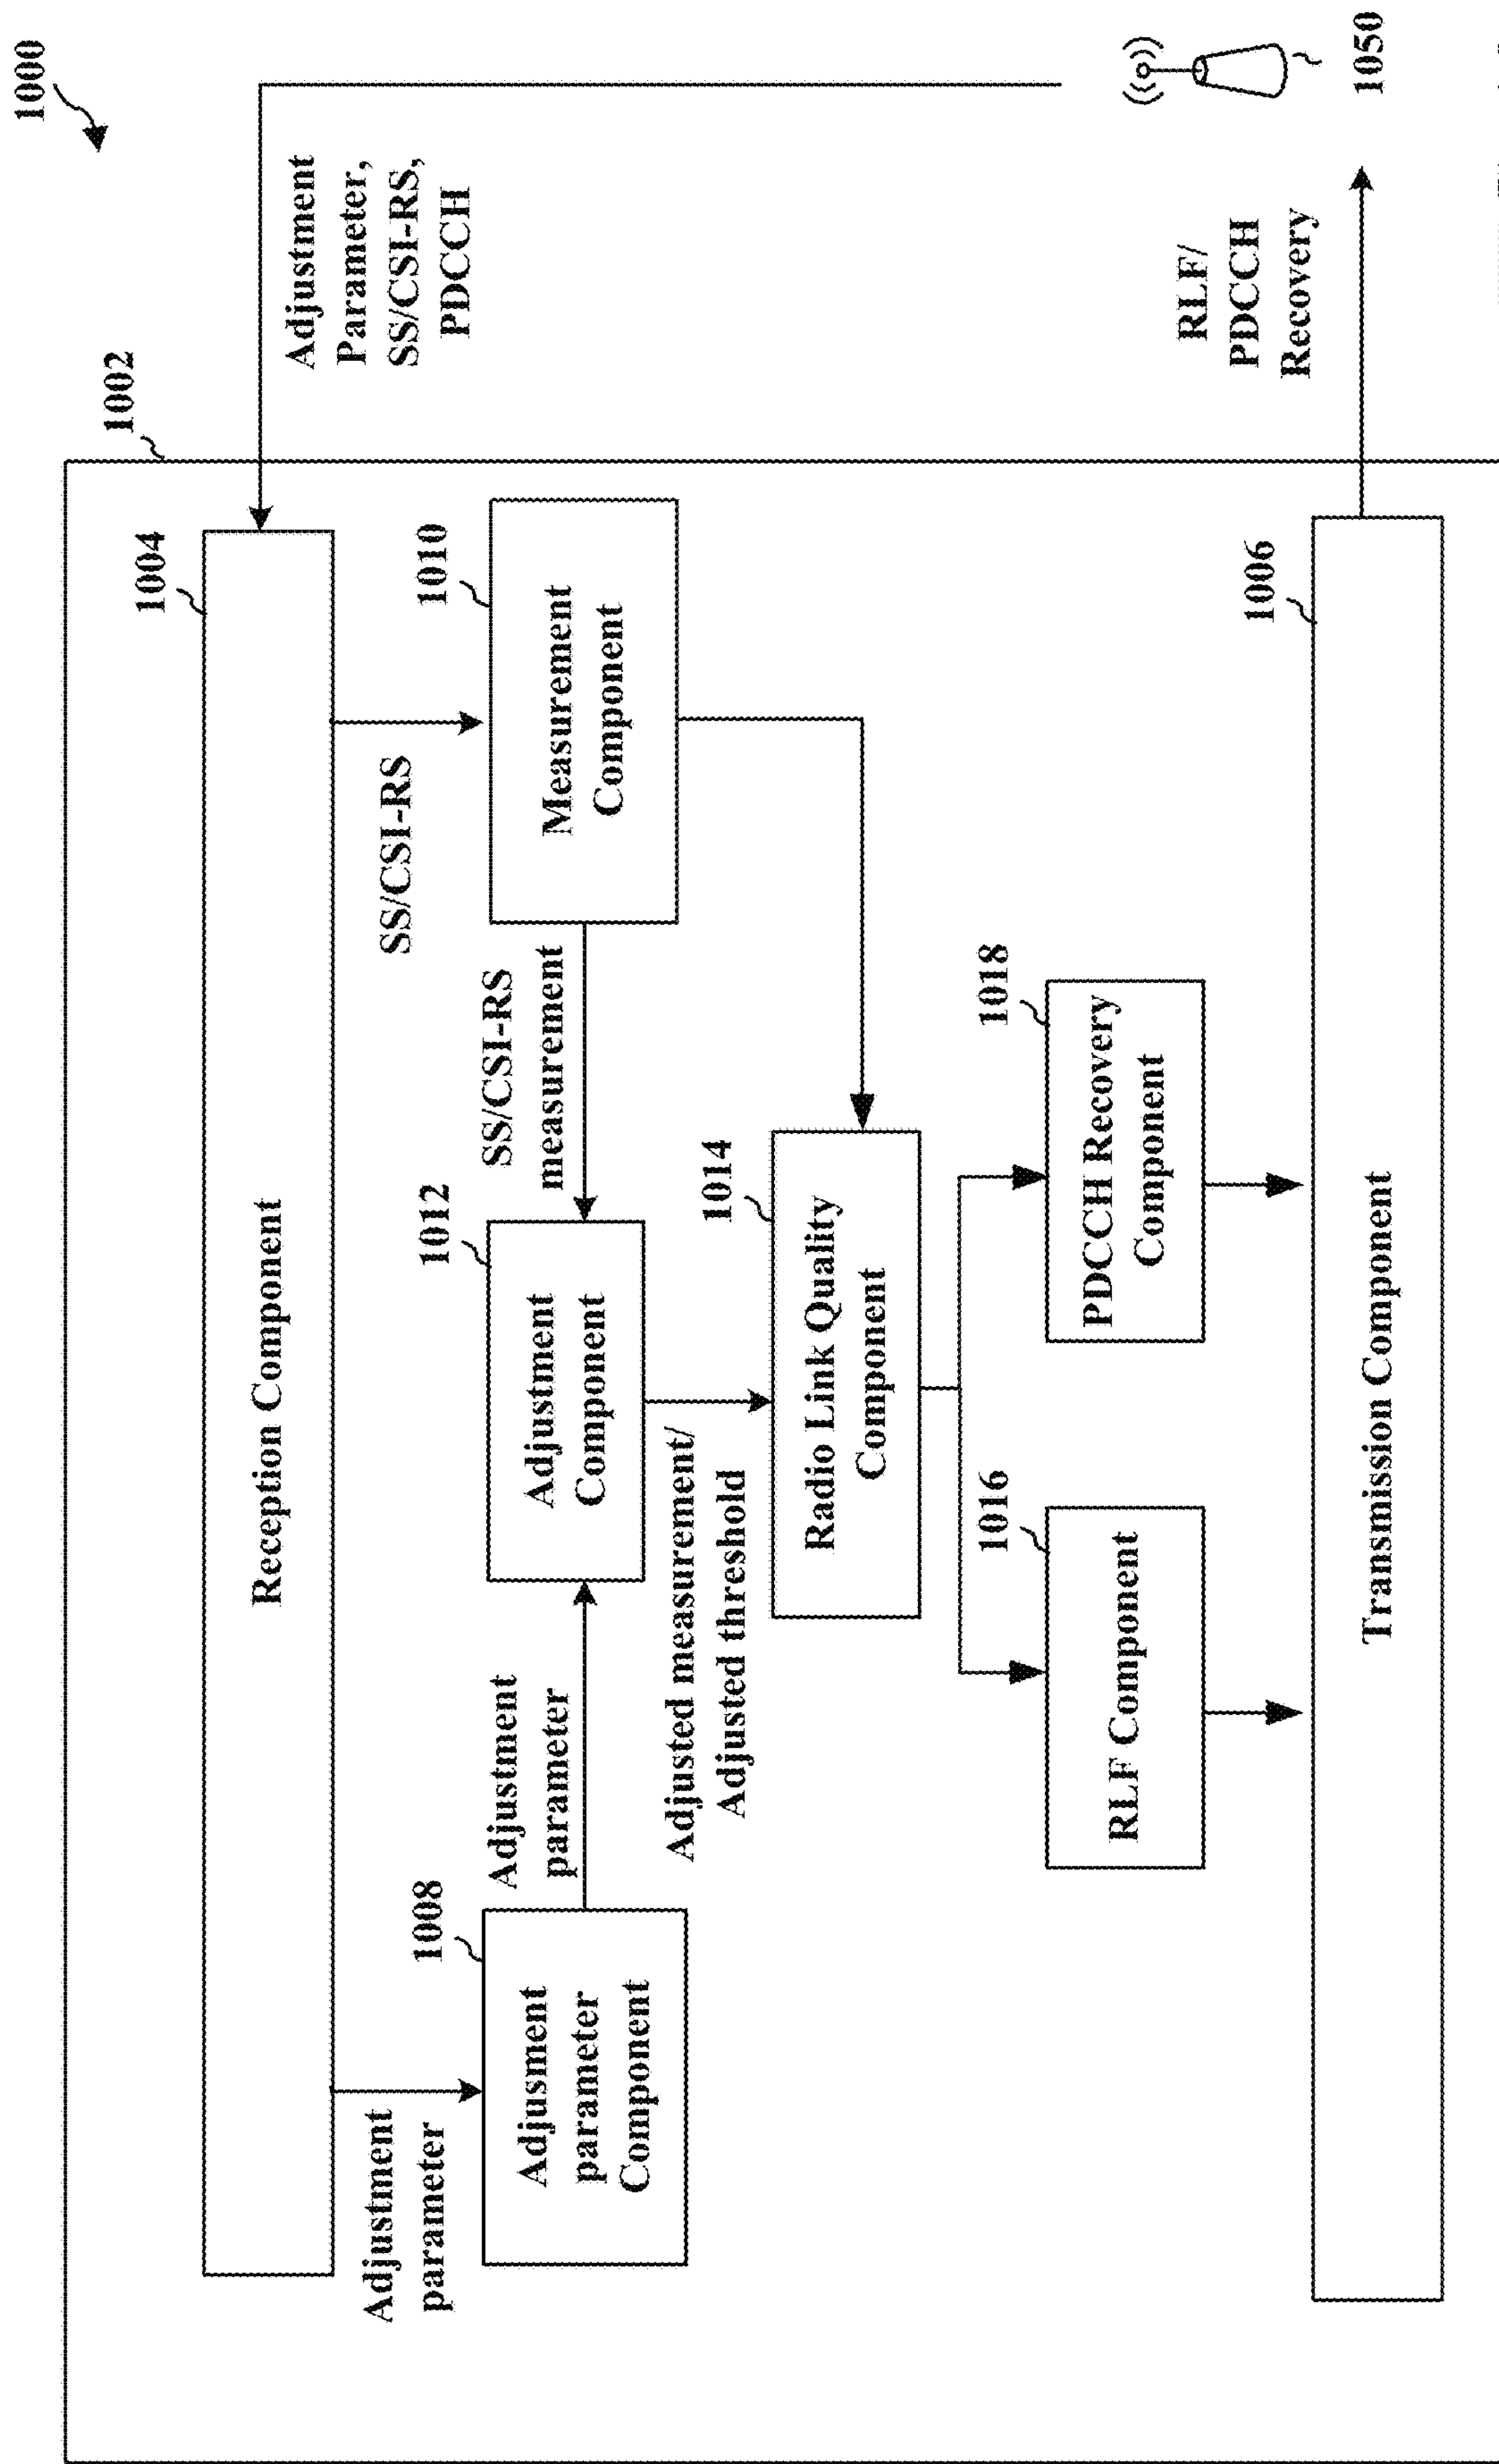 1000
1002
1004
Reception Component
Adjustment
Parameter,
SS/CSI-RS,
PDCCH
Adjustment
parameter
SS/CSI-RS
1008
Adjusment
parameter
Component
Adjustment
parameter
1012
Adjustment
Component
SS/CSI-RS
measurement
1010
Measurement
Component
Adjusted measurement/
Adjusted threshold
1014
Radio Link Quality
Component
1016
RLF Component
1018
PDCCH Recovery
Component
1006
Transmission Component
RLF/
PDCCH
Recovery
1050